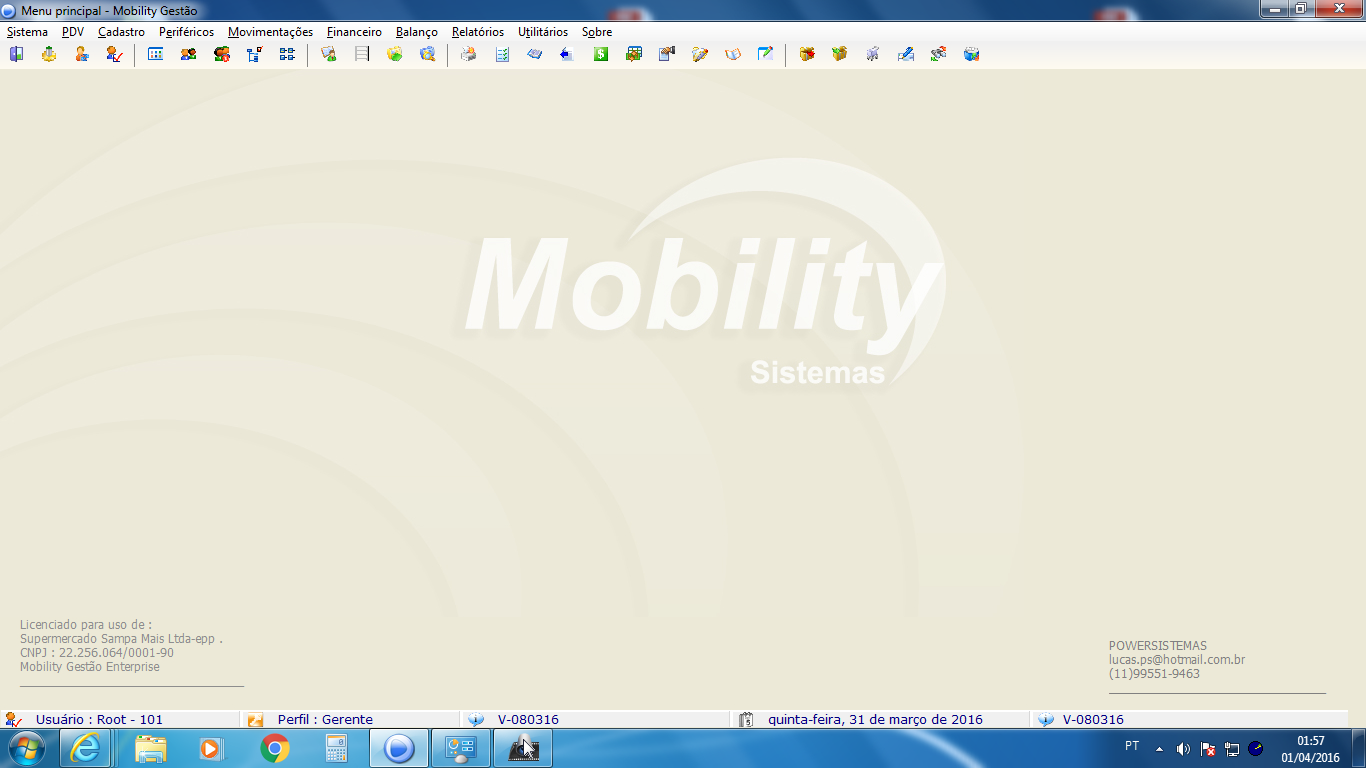 Menu principal - Mobility Gestão
Sistema PDV Cadastro Periféricos Movimentações Financeiro Balanço Relatórios Utilitários Sobre
Mobility
Sistemas
Licenciado para uso de :
Supermercado Sampa Mais Ltda-epp .
CNPJ : 22.256.064/0001-90
Mobility Gestão Enterprise
POWERSISTEMAS
lucas.ps@hotmail.com.br
(11)99551-9463
Usuário : Root - 101 Perfil : Gerente V-080316 quinta-feira, 31 de março de 2016 V-080316
PT
01:57
01/04/2016